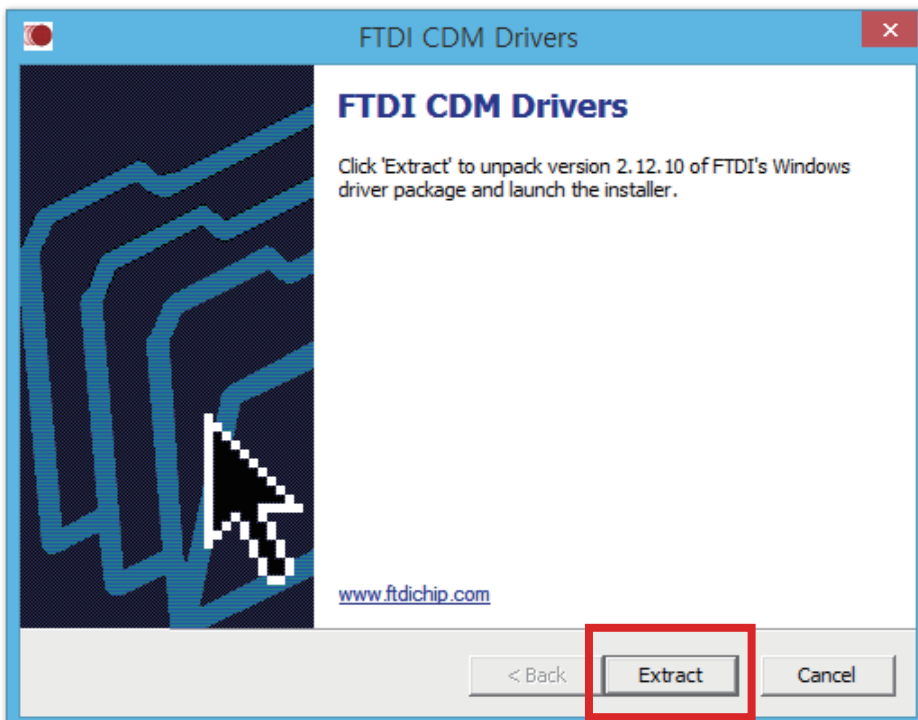 FTDI CDM Drivers
FTDI CDM Drivers
Click 'Extract' to unpack version 2.12.10 of FTDI's Windows
driver package and launch the installer.
www.ftdichip.com
< Back
Extract
Cancel